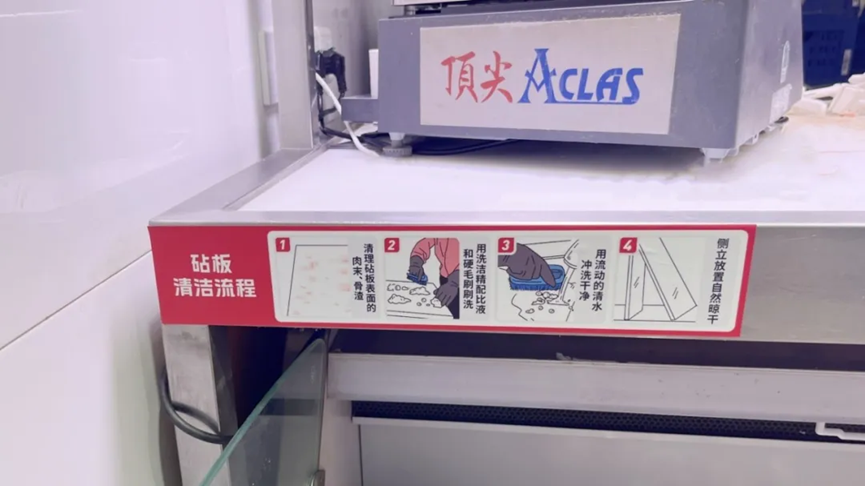 頂尖 ACLAS
砧板
清洁流程
1
清理砧板表面的
肉末、骨渣
2
用洗洁精配比液
和硬毛刷刷洗
3
用流动的清水
冲洗干净
4
侧立放置自然晾干